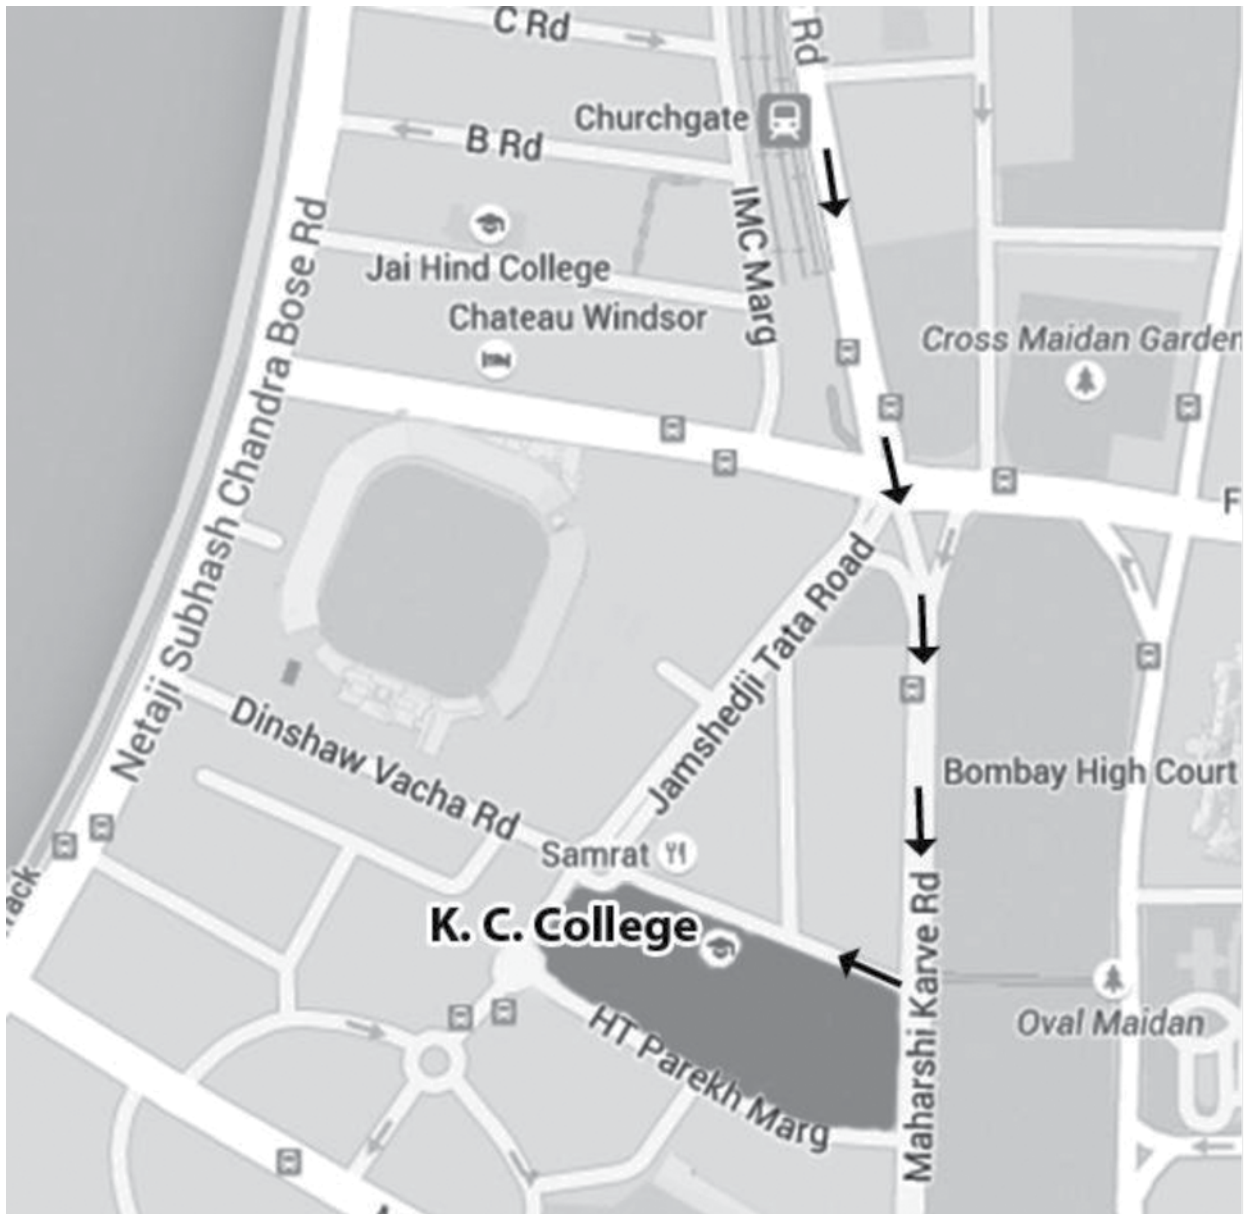 C Rd
Rd
Churchgate
B Rd
IMC Marg
Jai Hind College
Chateau Windsor
Cross Maidan Garden
Netaji Subhash Chandra Bose Rd
F
Jamshedji Tata Road
Dinshaw Vacha Rd
Bombay High Court
Samrat
K. C. College
Maharshi Karve Rd
Oval Maidan
HT Parekh Marg